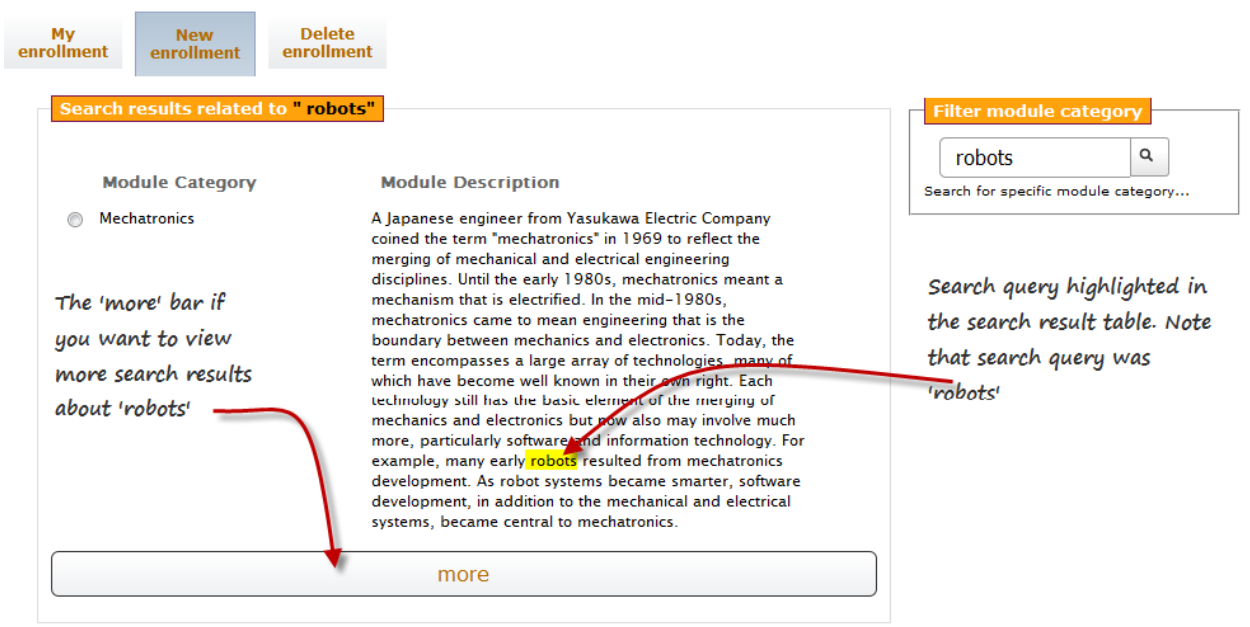 My
enrollment
New
enrollment
Delete
enrollment
Search results related to " robots"
Module Category
Module Description
Mechatronics
A Japanese engineer from Yasukawa Electric Company
coined the term "mechatronics" in 1969 to reflect the
merging of mechanical and electrical engineering
disciplines. Until the early 1980s, mechatronics meant a
mechanism that is electrified. In the mid-1980s,
mechatronics came to mean engineering that is the
boundary between mechanics and electronics. Today, the
term encompasses a large array of technologies, many of
which have become well known in their own right. Each
technology still has the basic element of the merging of
mechanics and electronics but now also may involve much
more, particularly software and information technology. For
example, many early robots resulted from mechatronics
development. As robot systems became smarter, software
development, in addition to the mechanical and electrical
systems, became central to mechatronics.
The 'more' bar if
you want to view
more search results
about 'robots'
more
Filter module category
robots
Search for specific module category...
Search query highlighted in
the search result table. Note
that search query was
'robots'